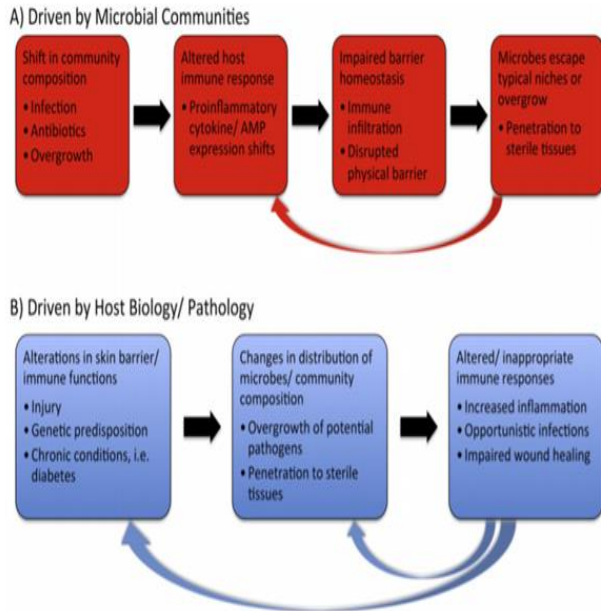 A) Driven by Microbial Communities
Shift in community
composition
• Infection
• Antibiotics
• Overgrowth
Altered host
immune response
• Proinflammatory
cytokine/ AMP
expression shifts
Impaired barrier
homeostasis
• Immune
infiltration
• Disrupted
physical barrier
Microbes escape
typical niches or
overgrow
• Penetration to
sterile tissues
B) Driven by Host Biology/ Pathology
Alterations in skin barrier/
immune functions
• Injury
• Genetic predisposition
• Chronic conditions, i.e.
diabetes
Changes in distribution of
microbes/ community
composition
• Overgrowth of potential
pathogens
• Penetration to sterile
tissues
Altered/ inappropriate
immune responses
• Increased inflammation
• Opportunistic infections
• Impaired wound healing